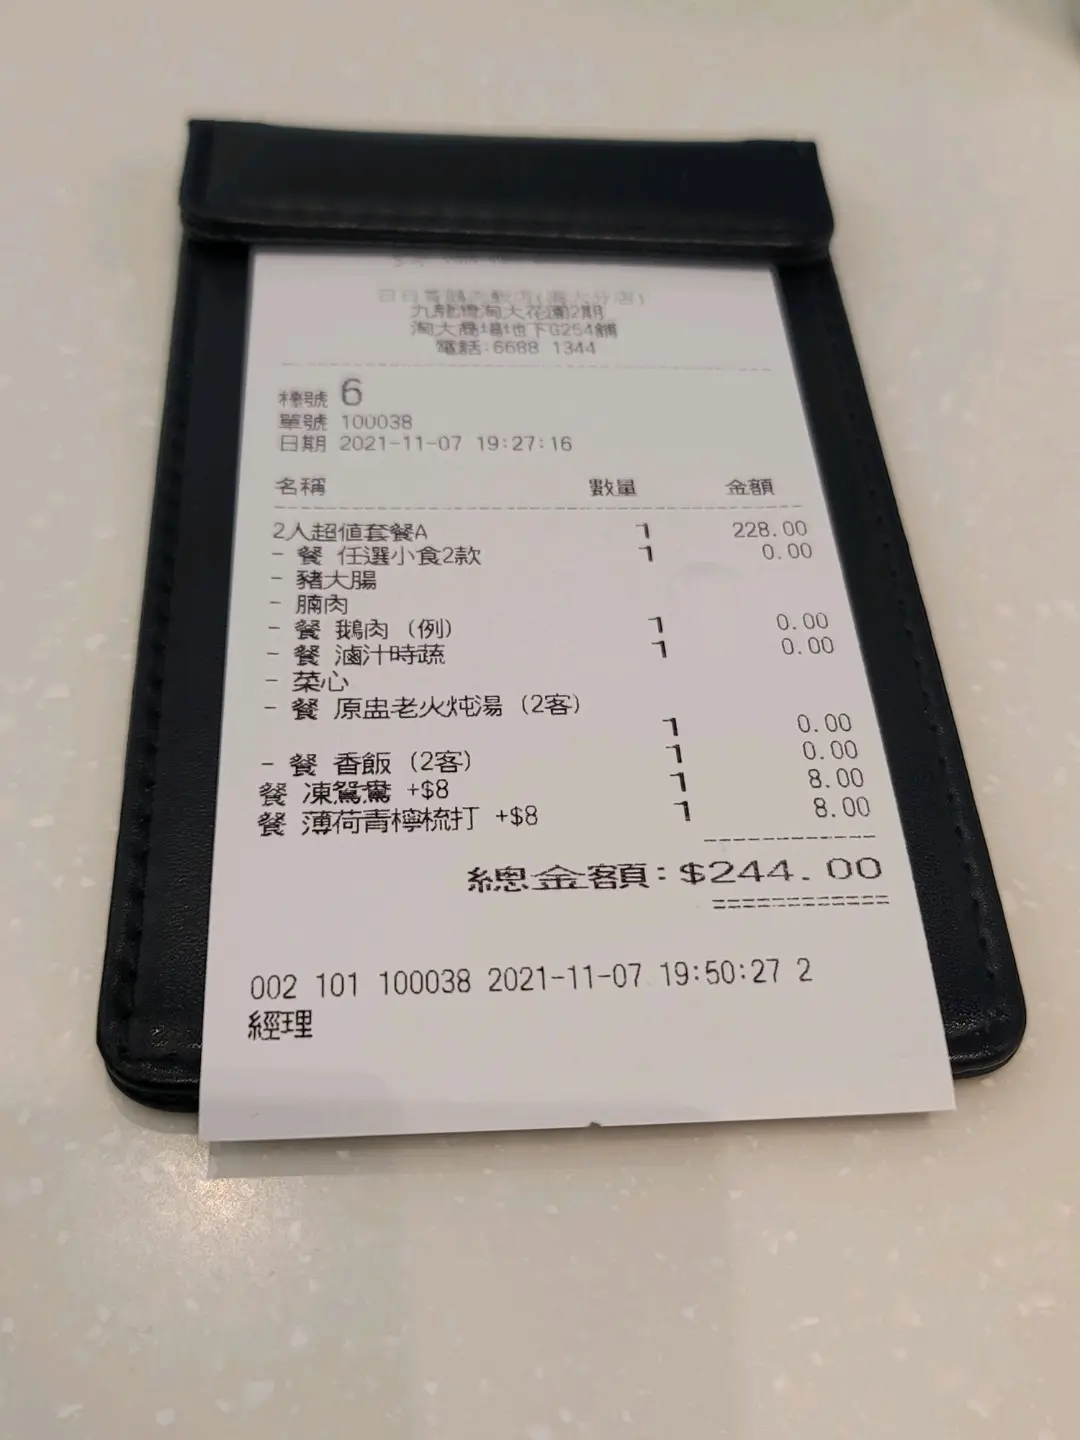 九龍灣淘大花園2期
淘大商場地下G254舖
電話:6688 1344
檯號 6
單號 100038
日期 2021-11-07 19:27:16
名稱 數量 金額
2人超值套餐A 1 228.00
- 餐 任選小食2款 1 0.00
- 豬大腸
- 腩肉
- 餐 鵝肉 (例) 1 0.00
- 餐 滷汁時蔬 1 0.00
- 菜心
- 餐 原盅老火炖湯 (2客)
1 0.00
- 餐 香飯 (2客) 1 0.00
餐 凍鴛鴦 +$8 1 8.00
餐 薄荷青檸梳打 +$8 1 8.00
總金額:$244.00
002 101 100038 2021-11-07 19:50:27 2
經理